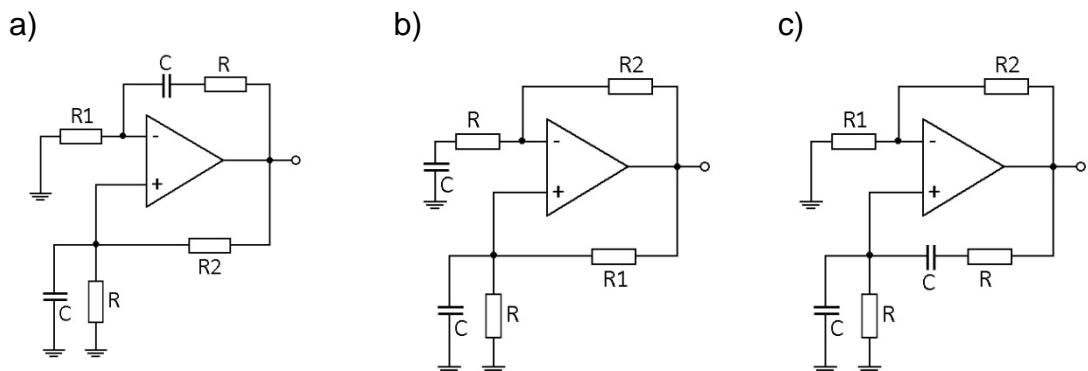 a) b) c)
C R R2 R2
R1 R R1
- - -
+ + +
C C
R2 R1 C R
C R C R C R